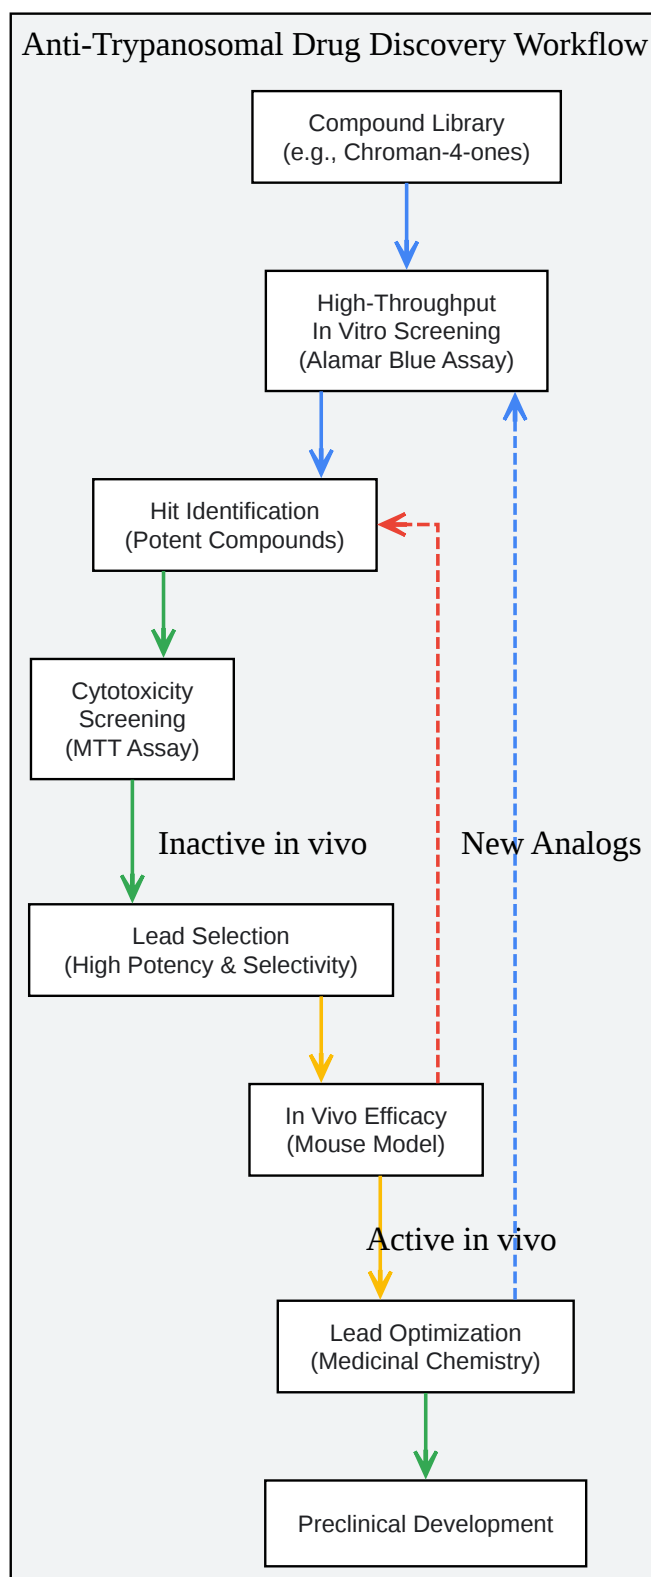 Anti-Trypanosomal Drug Discovery Workflow
Compound Library
(e.g., Chroman-4-ones)
High-Throughput
In Vitro Screening
(Alamar Blue Assay)
Hit Identification
(Potent Compounds)
Cytotoxicity
Screening
(MTT Assay)
Inactive in vivo
New Analogs
Lead Selection
(High Potency & Selectivity)
In Vivo Efficacy
(Mouse Model)
Active in vivo
Lead Optimization
(Medicinal Chemistry)
Preclinical Development